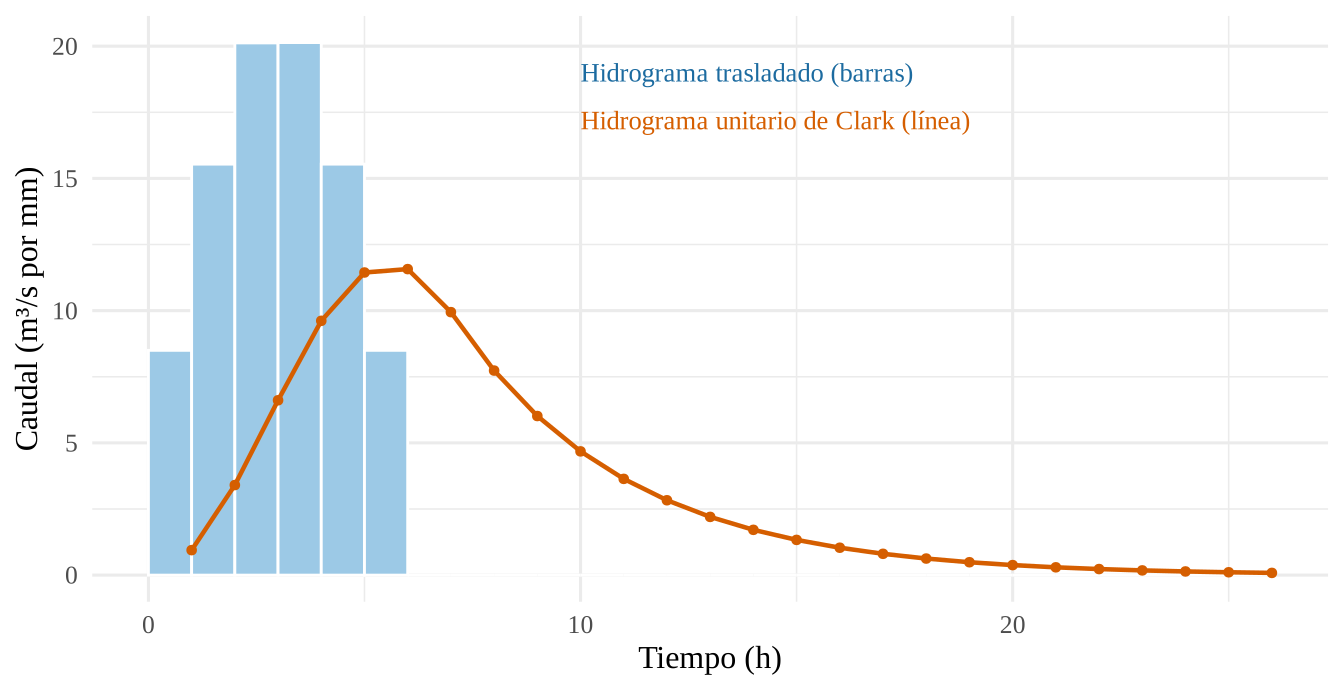 Caudal (m³/s por mm)
20
15
10
5
0
Hidrograma trasladado (barras)
Hidrograma unitario de Clark (línea)
0
10
20
Tiempo (h)